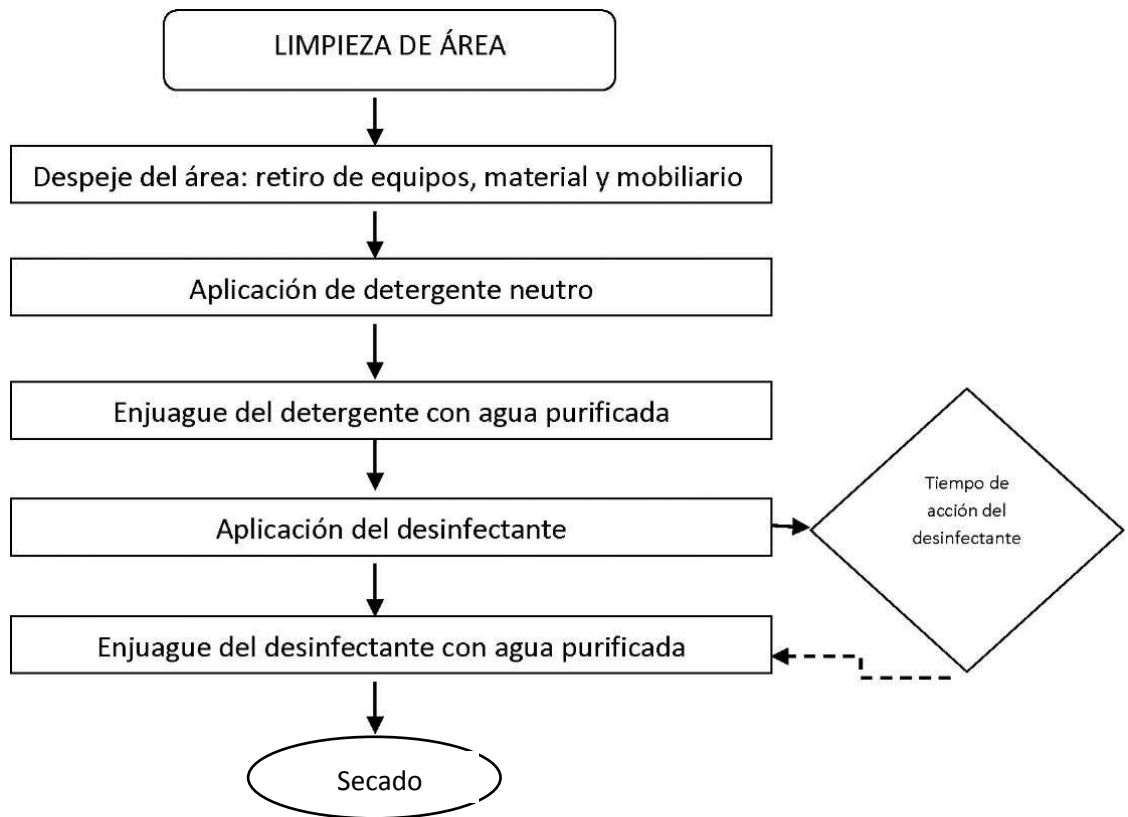 LIMPIEZA DE ÁREA
Despeje del área: retiro de equipos, material y mobiliario
Aplicación de detergente neutro
Enjuague del detergente con agua purificada
Aplicación del desinfectante
Tiempo de
acción del
desinfectante
Enjuague del desinfectante con agua purificada
Secado